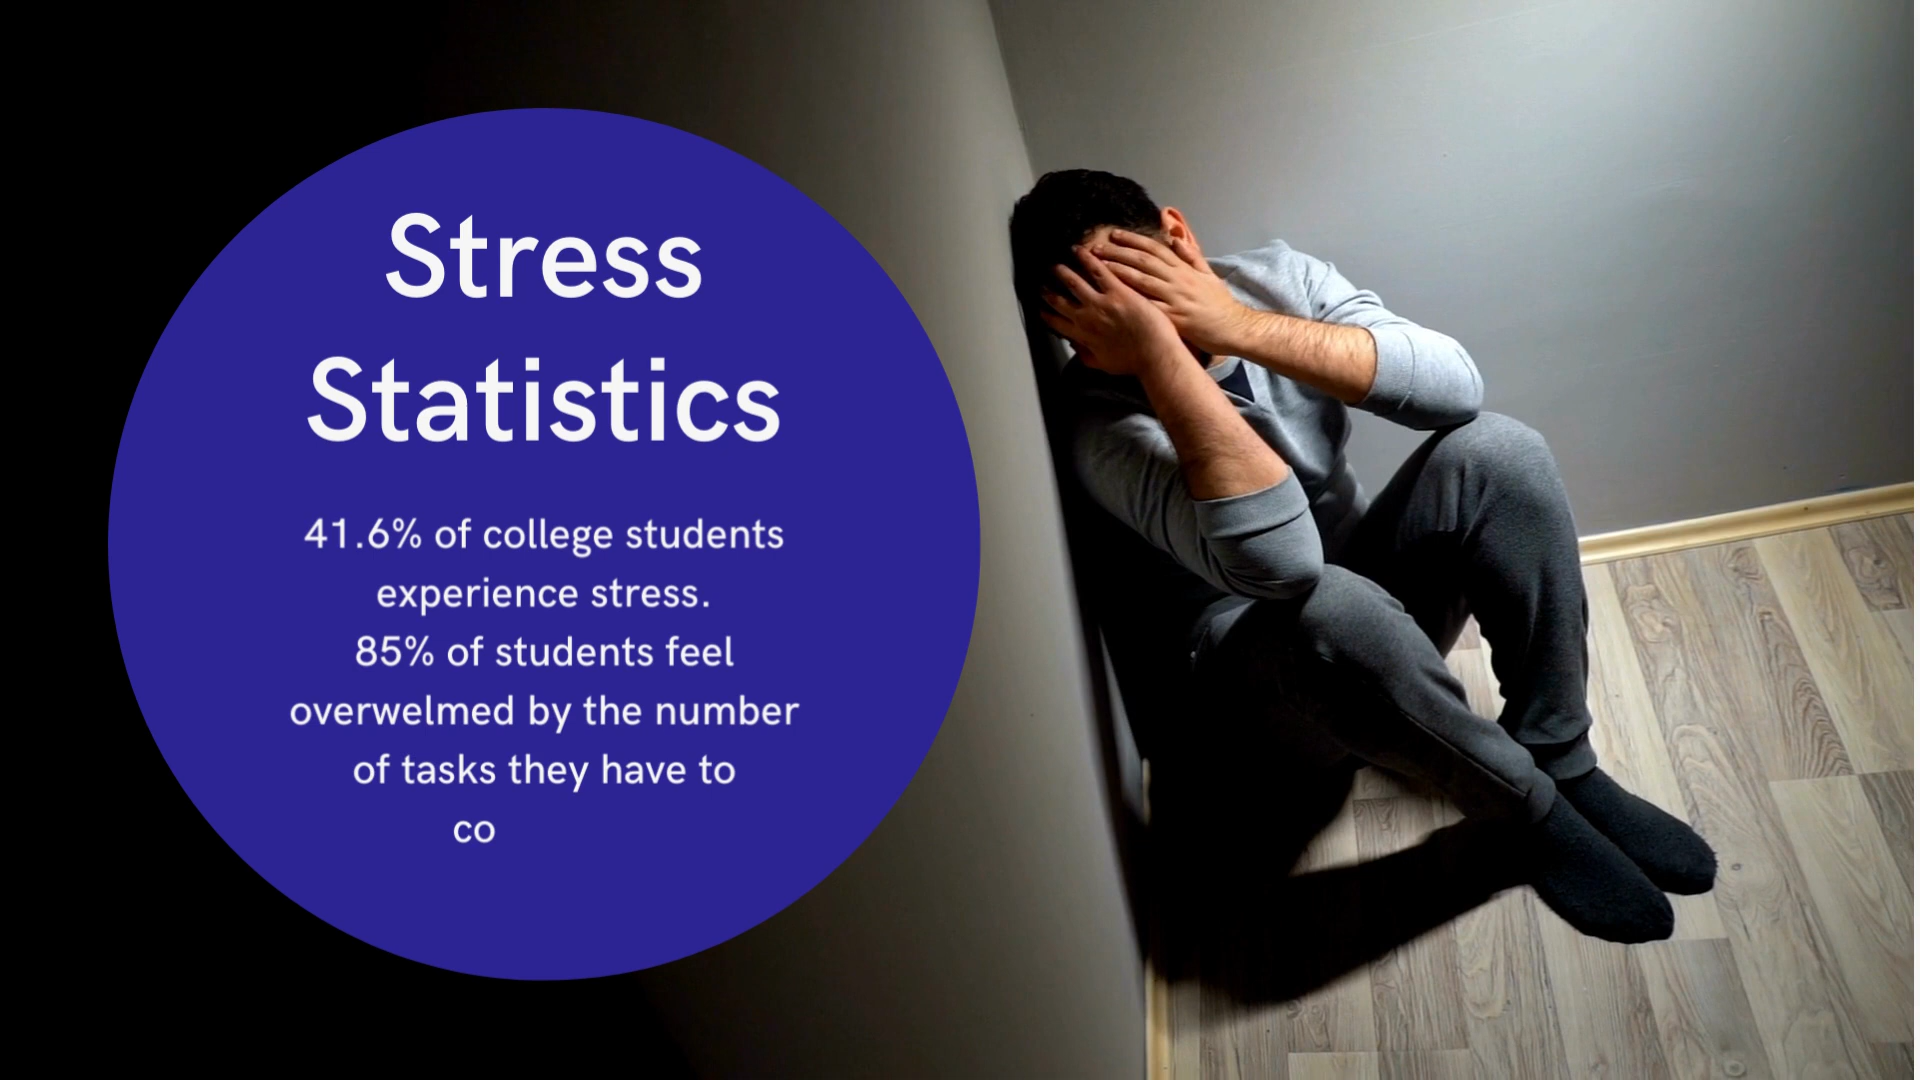 Stress
Statistics
41.6% of college students
experience stress.
85% of students feel
overwelmed by the number
of tasks they have to
co